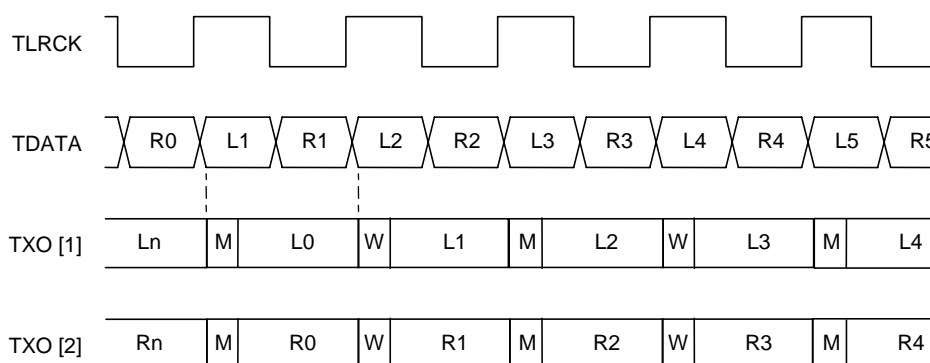 TLRCK
TDATA R0 L1 R1 L2 R2 L3 R3 L4 R4 L5 R5
TXO [1] Ln M L0 W L1 M L2 W L3 M L4
TXO [2] Rn M R0 W R1 M R2 W R3 M R4